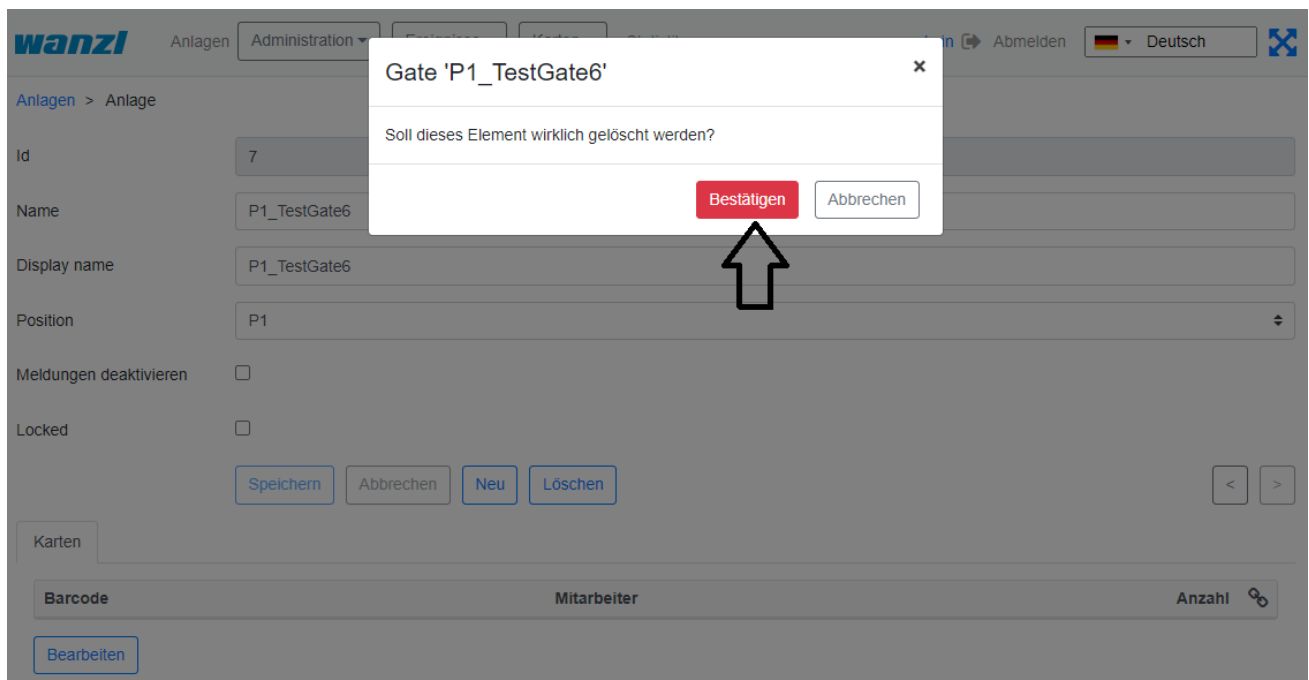 wanzl Anlagen Administration Abmelden Deutsch
Gate 'P1_TestGate6' ×
Anlagen > Anlage
Soll dieses Element wirklich gelöscht werden?
Id 7
Bestätigen Abbrechen
Name P1_TestGate6
Display name P1_TestGate6
Position P1
Meldungen deaktivieren
Locked
Speichern Abbrechen Neu Löschen < >
Karten
Barcode Mitarbeiter Anzahl
Bearbeiten